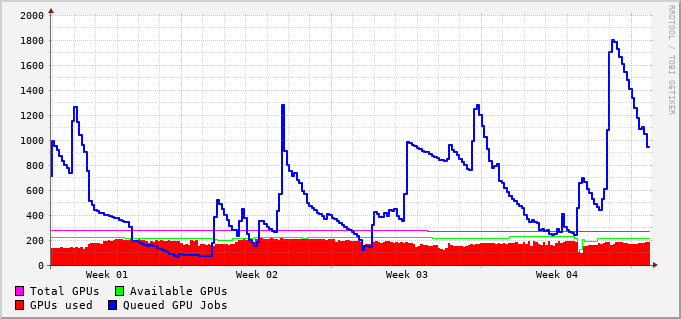 2000
1800
1600
1400
1200
1000
800
600
400
200
0
Week 01 Week 02 Week 03 Week 04
Total GPUs Available GPUs
GPUs used Queued GPU Jobs
RRDTOOL / TOBI OETIKER